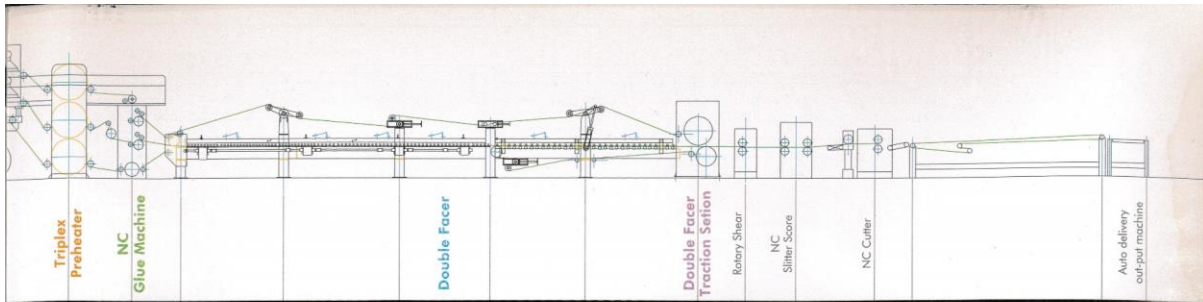 Triplex
Preheater
NC
Glue Machine
Double Facer
Double Facer
Traction Setion
Rotary Shear
NC
Slitter Score
NC Cutter
Auto delivery
out-put machine